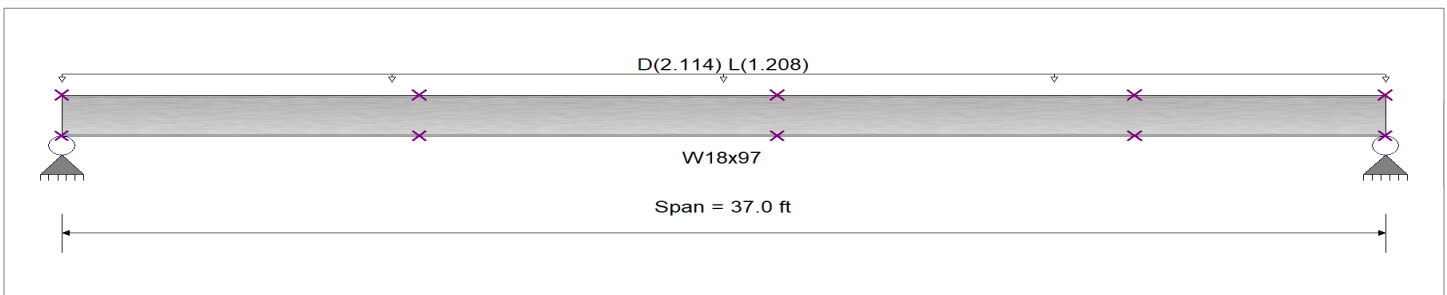 D(2.114) L(1.208)
W18x97
Span = 37.0 ft